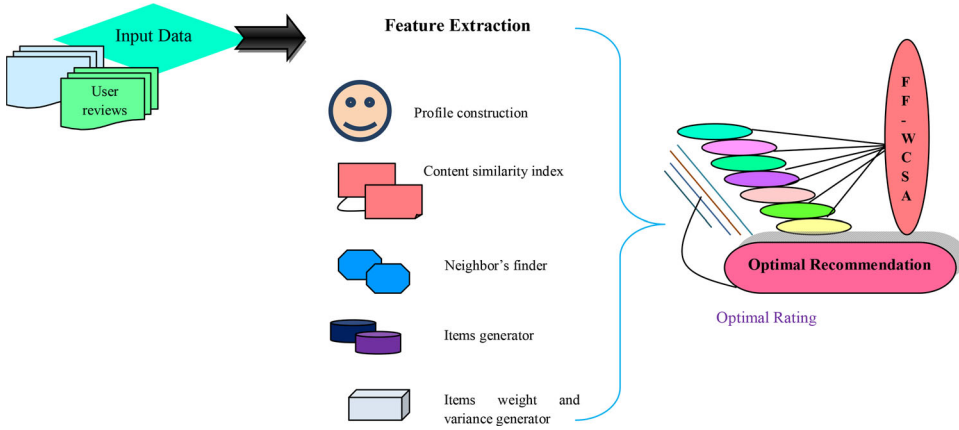 Input Data
User
reviews
Feature Extraction
Profile construction
Content similarity index
Neighbor's finder
Items generator
Items weight and
variance generator
F
F
-
W
C
S
A
Optimal Recommendation
Optimal Rating